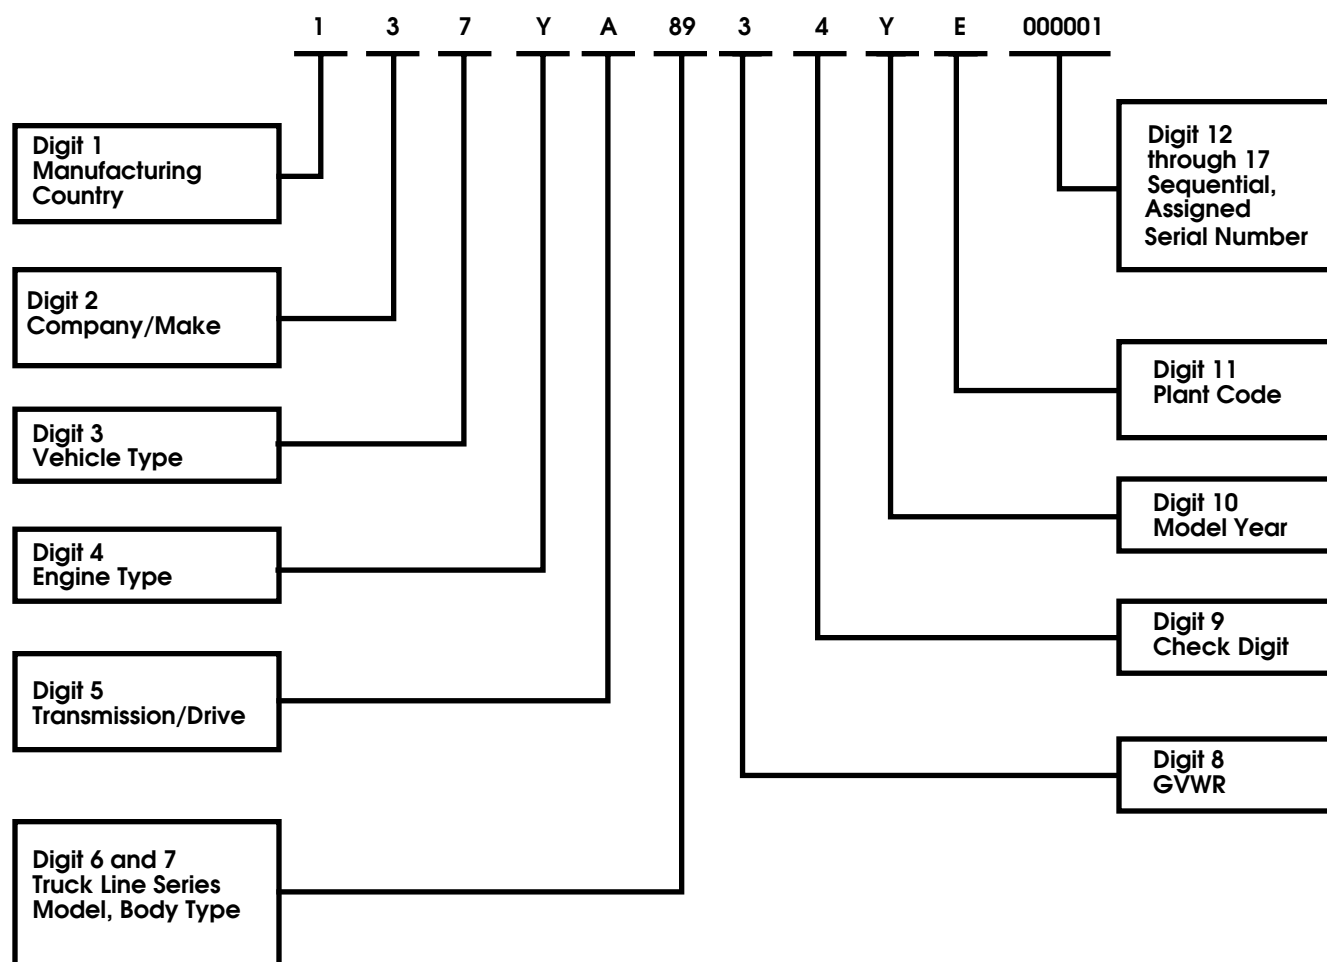 1 3 7 Y A 89 3 4 Y E 000001
Digit 1
Manufacturing
Country
Digit 2
Company/Make
Digit 3
Vehicle Type
Digit 4
Engine Type
Digit 5
Transmission/Drive
Digit 6 and 7
Truck Line Series
Model, Body Type
Digit 12
through 17
Sequential,
Assigned
Serial Number
Digit 11
Plant Code
Digit 10
Model Year
Digit 9
Check Digit
Digit 8
GVWR